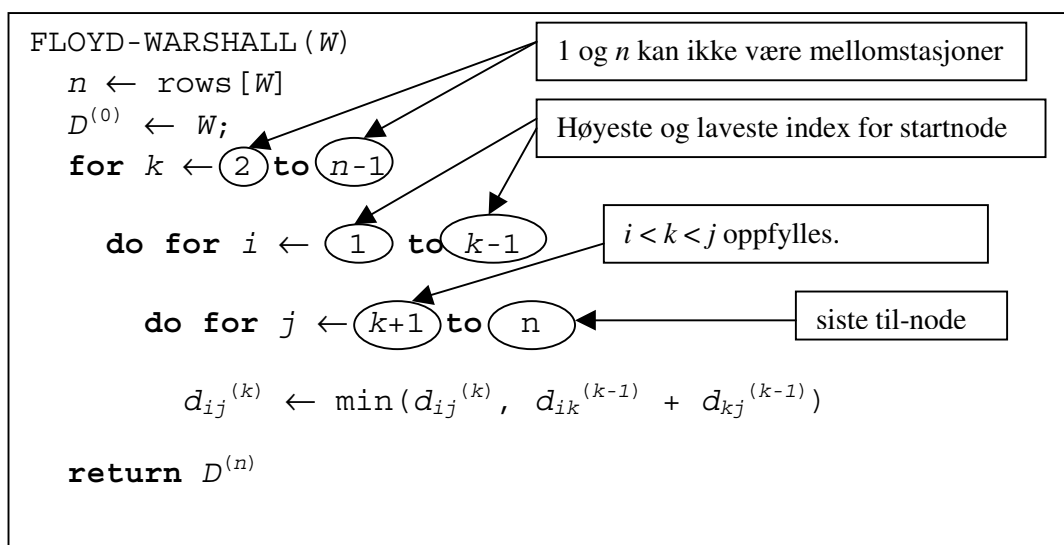 FLOYD-WARSHALL(W)
1 og n kan ikke være mellomstasjoner
n ← rows[W]
D⁽⁰⁾ ← W;
Høyeste og laveste index for startnode
for k ← 2 to n-1
do for i ← 1 to k-1
i < k < j oppfylles.
do for j ← k+1 to n
siste til-node
dᵢⱼ⁽ᵏ⁾ ← min(dᵢⱼ⁽ᵏ⁾, dᵢₖ⁽ᵏ⁻¹⁾ + dₖⱼ⁽ᵏ⁻¹⁾)
return D⁽ⁿ⁾